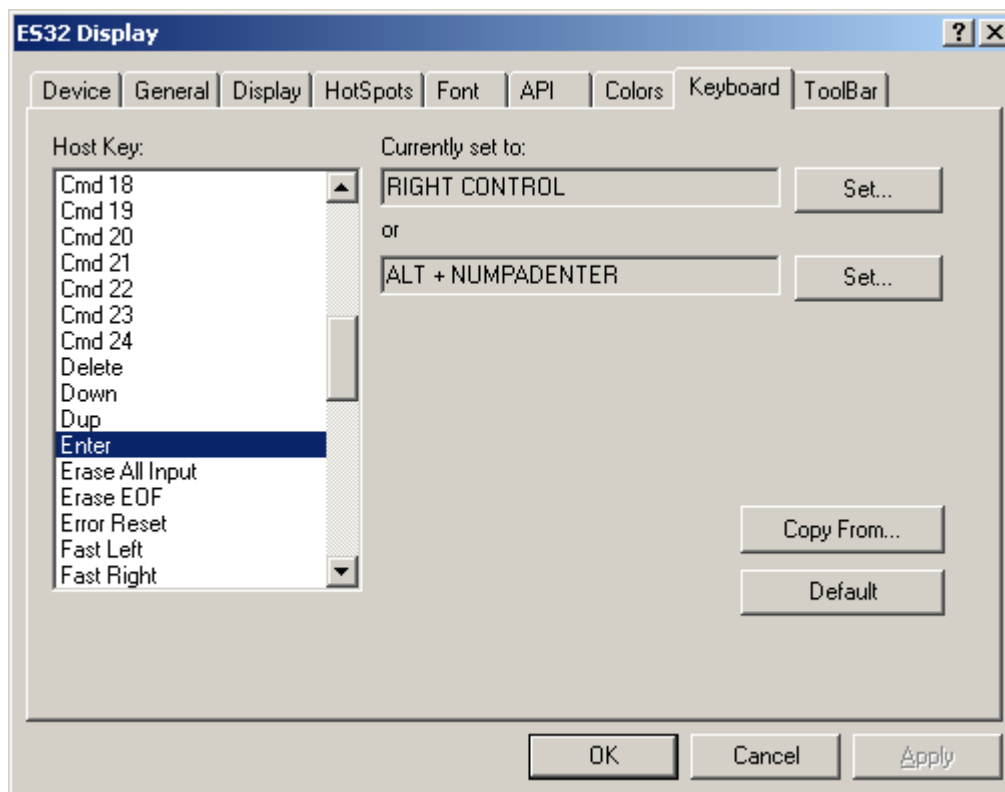 ES32 Display
Device General Display HotSpots Font API Colors Keyboard ToolBar
Host Key:
Cmd 18
Cmd 19
Cmd 20
Cmd 21
Cmd 22
Cmd 23
Cmd 24
Delete
Down
Dup
Enter
Erase All Input
Erase EOF
Error Reset
Fast Left
Fast Right
Currently set to:
RIGHT CONTROL
Set...
or
ALT + NUMPADENTER
Set...
Copy From...
Default
OK
Cancel
Apply